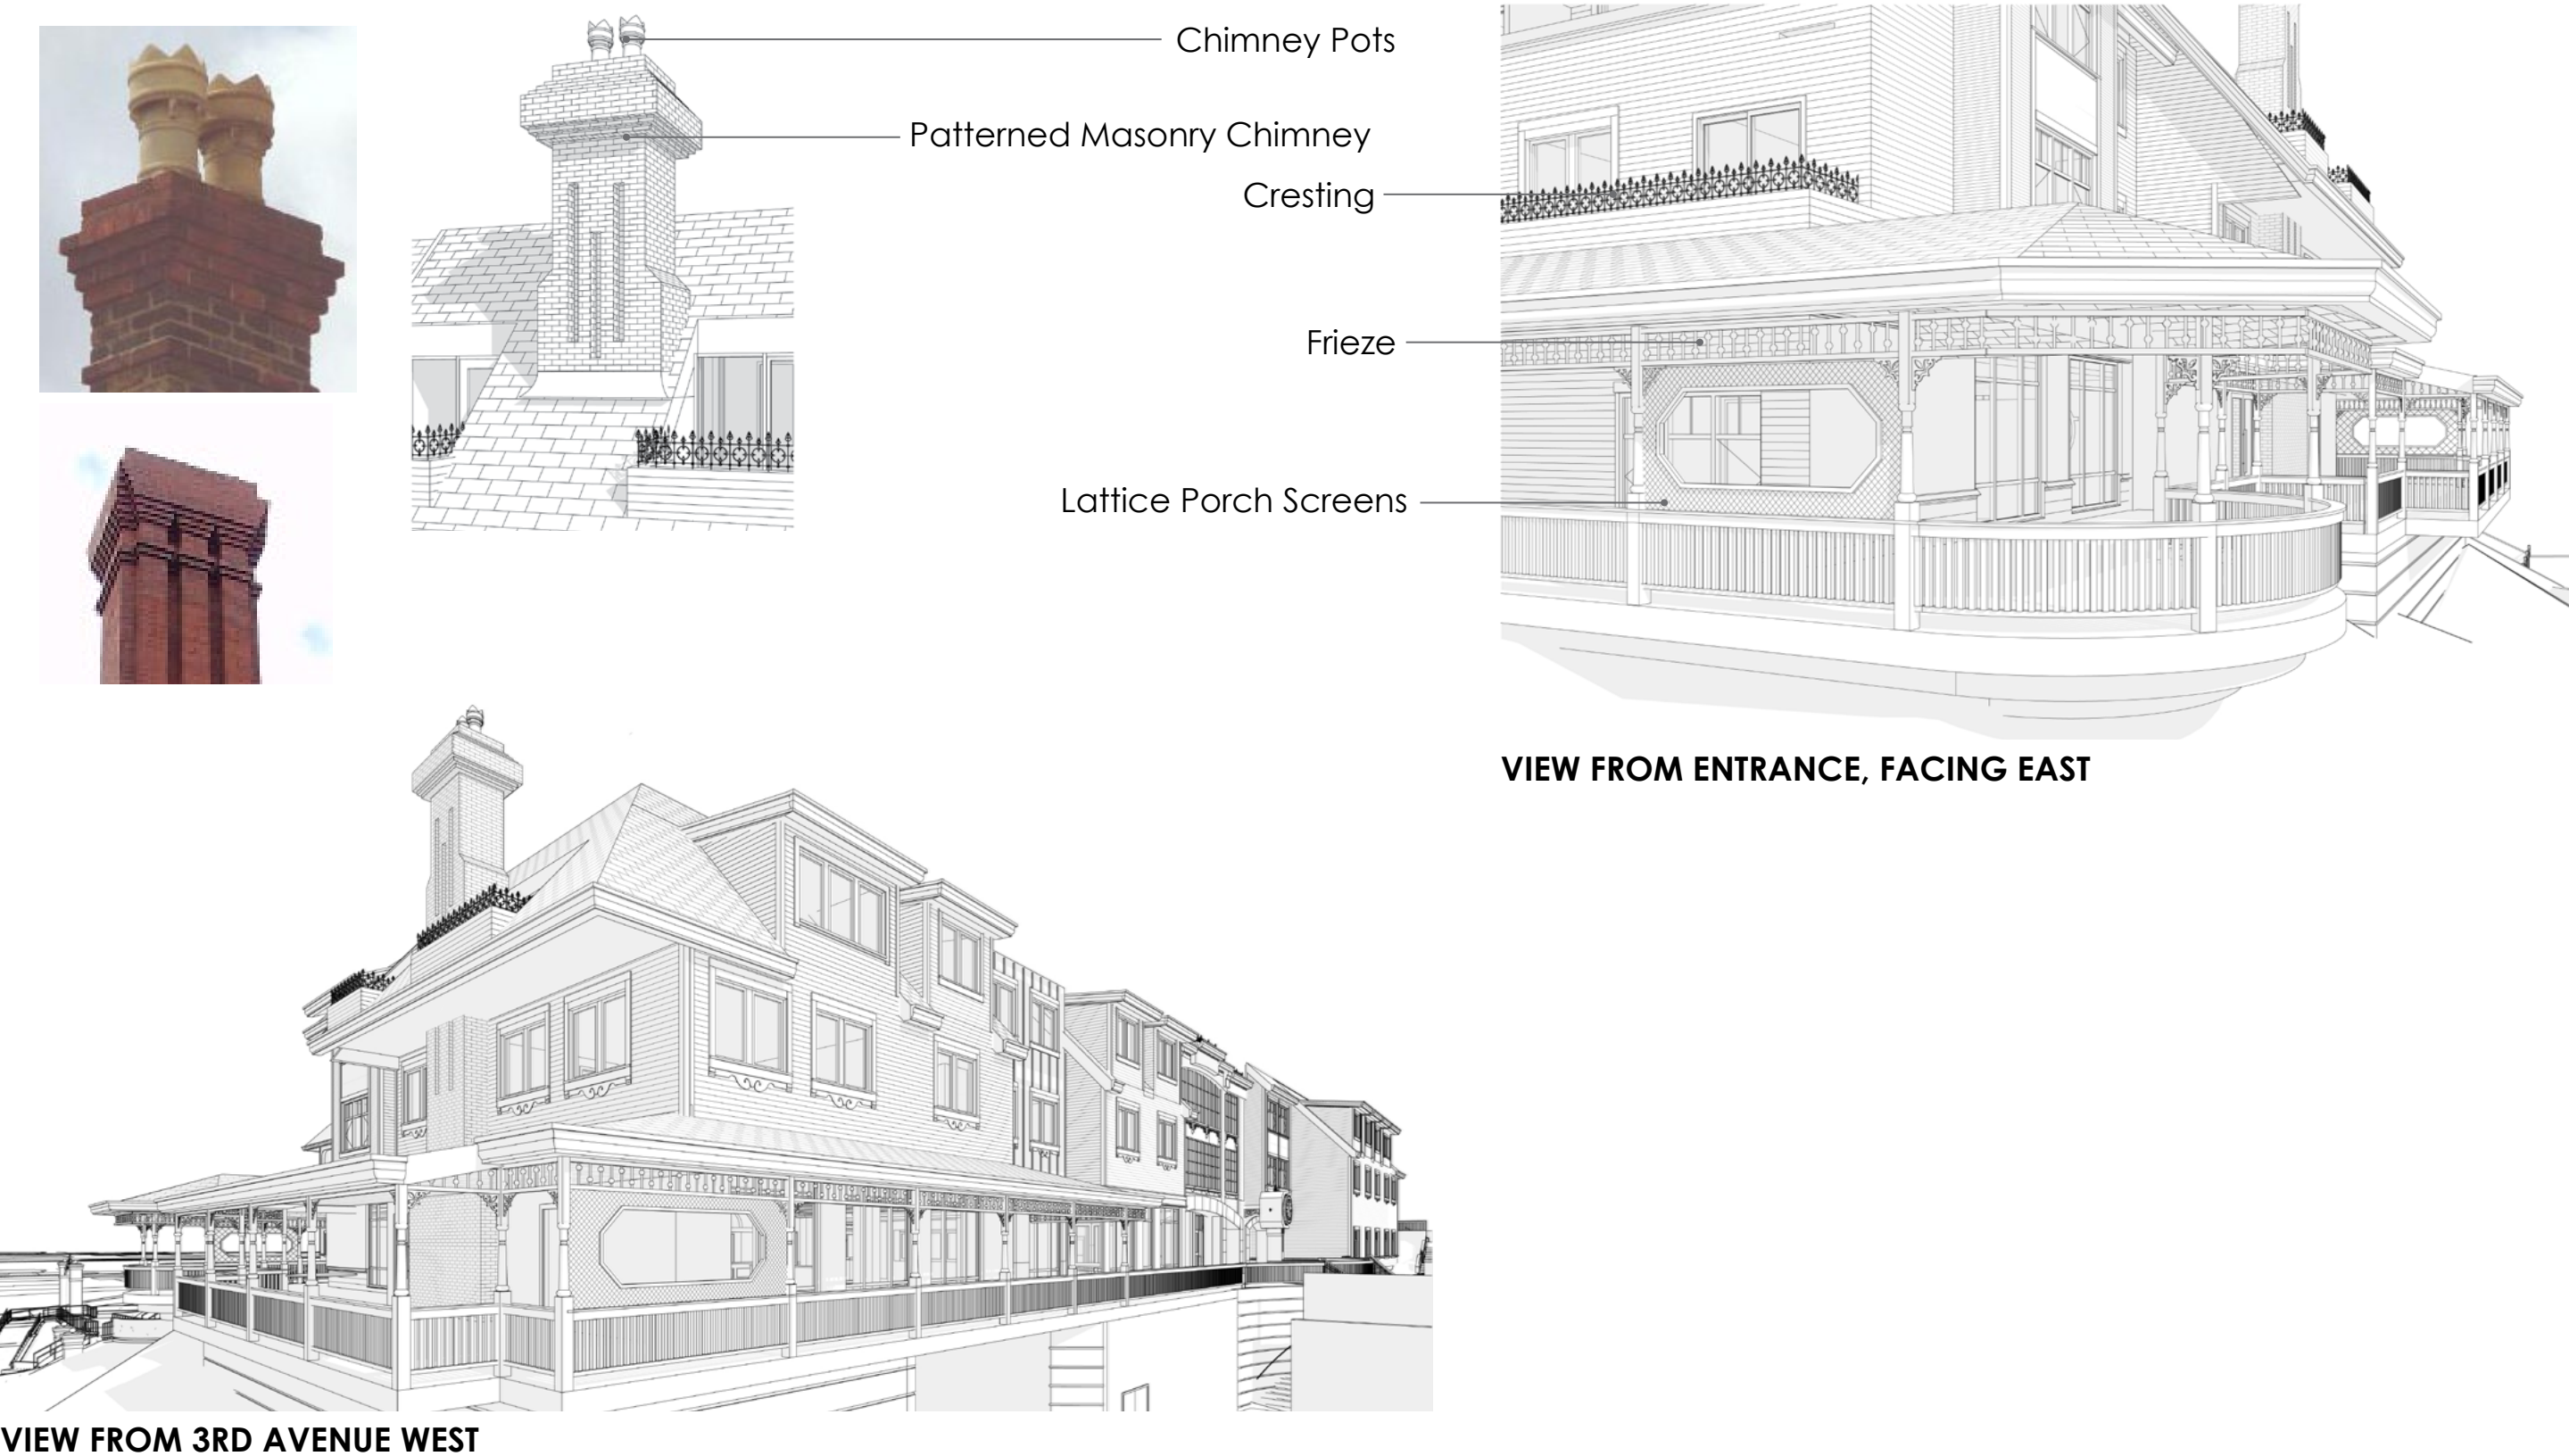 Chimney Pots
Patterned Masonry Chimney
Cresting
Frieze
Lattice Porch Screens
VIEW FROM ENTRANCE, FACING EAST
VIEW FROM 3RD AVENUE WEST